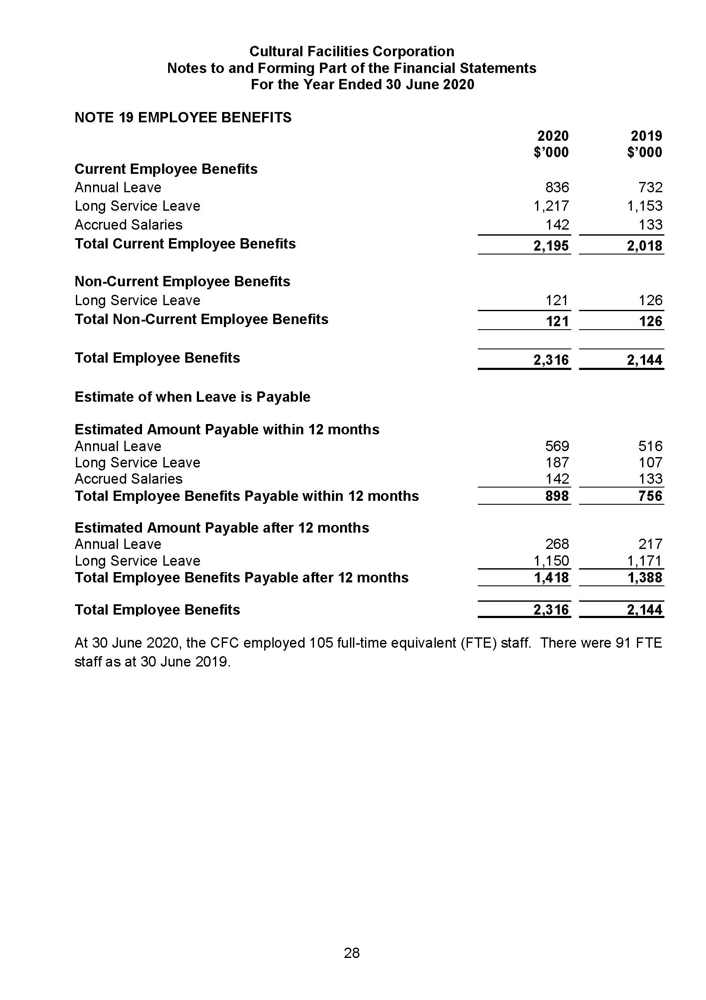 Cultural Facilities Corporation
Notes to and Forming Part of the Financial Statements
For the Year Ended 30 June 2020
NOTE 19 EMPLOYEE BENEFITS
2020 2019
$’000 $’000
Current Employee Benefits
Annual Leave 836 732
Long Service Leave 1,217 1,153
Accrued Salaries 142 133
Total Current Employee Benefits 2,195 2,018
Non-Current Employee Benefits
Long Service Leave 121 126
Total Non-Current Employee Benefits 121 126
Total Employee Benefits 2,316 2,144
Estimate of when Leave is Payable
Estimated Amount Payable within 12 months
Annual Leave 569 516
Long Service Leave 187 107
Accrued Salaries 142 133
Total Employee Benefits Payable within 12 months 898 756
Estimated Amount Payable after 12 months
Annual Leave 268 217
Long Service Leave 1,150 1,171
Total Employee Benefits Payable after 12 months 1,418 1,388
Total Employee Benefits 2,316 2,144
At 30 June 2020, the CFC employed 105 full-time equivalent (FTE) staff.  There were 91 FTE
staff as at 30 June 2019.
28